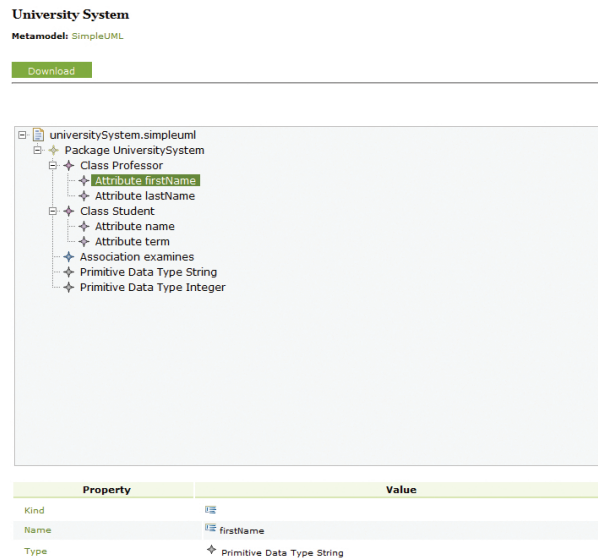 University System
Metamodel: SimpleUML
Download
universitySystem.simpleuml
Package UniversitySystem
Class Professor
Attribute firstName
Attribute lastName
Class Student
Attribute name
Attribute term
Association examines
Primitive Data Type String
Primitive Data Type Integer
Property Value
Kind
Name firstName
Type Primitive Data Type String